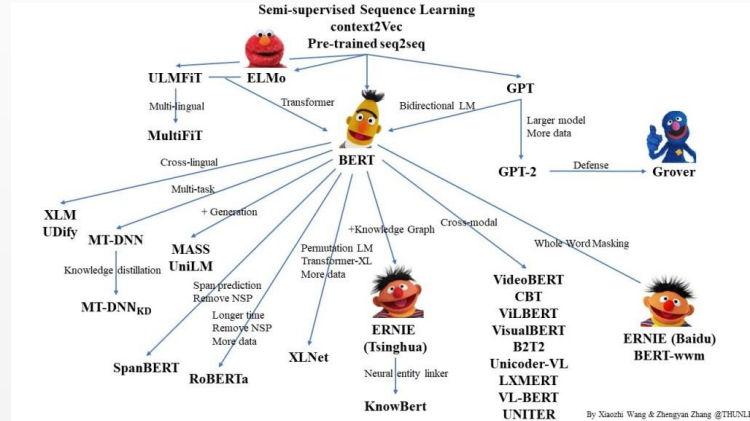 Semi-supervised Sequence Learning
context2Vec
Pre-trained seq2seq
ULMFiT
ELMo
GPT
Multi-lingual
Transformer
Bidirectional LM
Larger model
More data
MultiFiT
BERT
Cross-lingual
Defense
GPT-2
Grover
Multi-task
XLM
UDify
+ Generation
MT-DNN
+Knowledge Graph
Cross-modal
Whole Word Masking
MASS
UniLM
Permutation LM
Transformer-XL
More data
Knowledge distillation
Span prediction
Remove NSP
VideoBERT
CBT
ViLBERT
VisualBERT
B2T2
Unicoder-VL
LXMERT
VL-BERT
UNITER
MT-DNNKD
Longer time
Remove NSP
More data
ERNIE
(Tsinghua)
ERNIE (Baidu)
BERT-wwm
SpanBERT
RoBERTa
XLNet
Neural entity linker
KnowBert
By Xiaozhi Wang & Zhengyan Zhang @THUNL